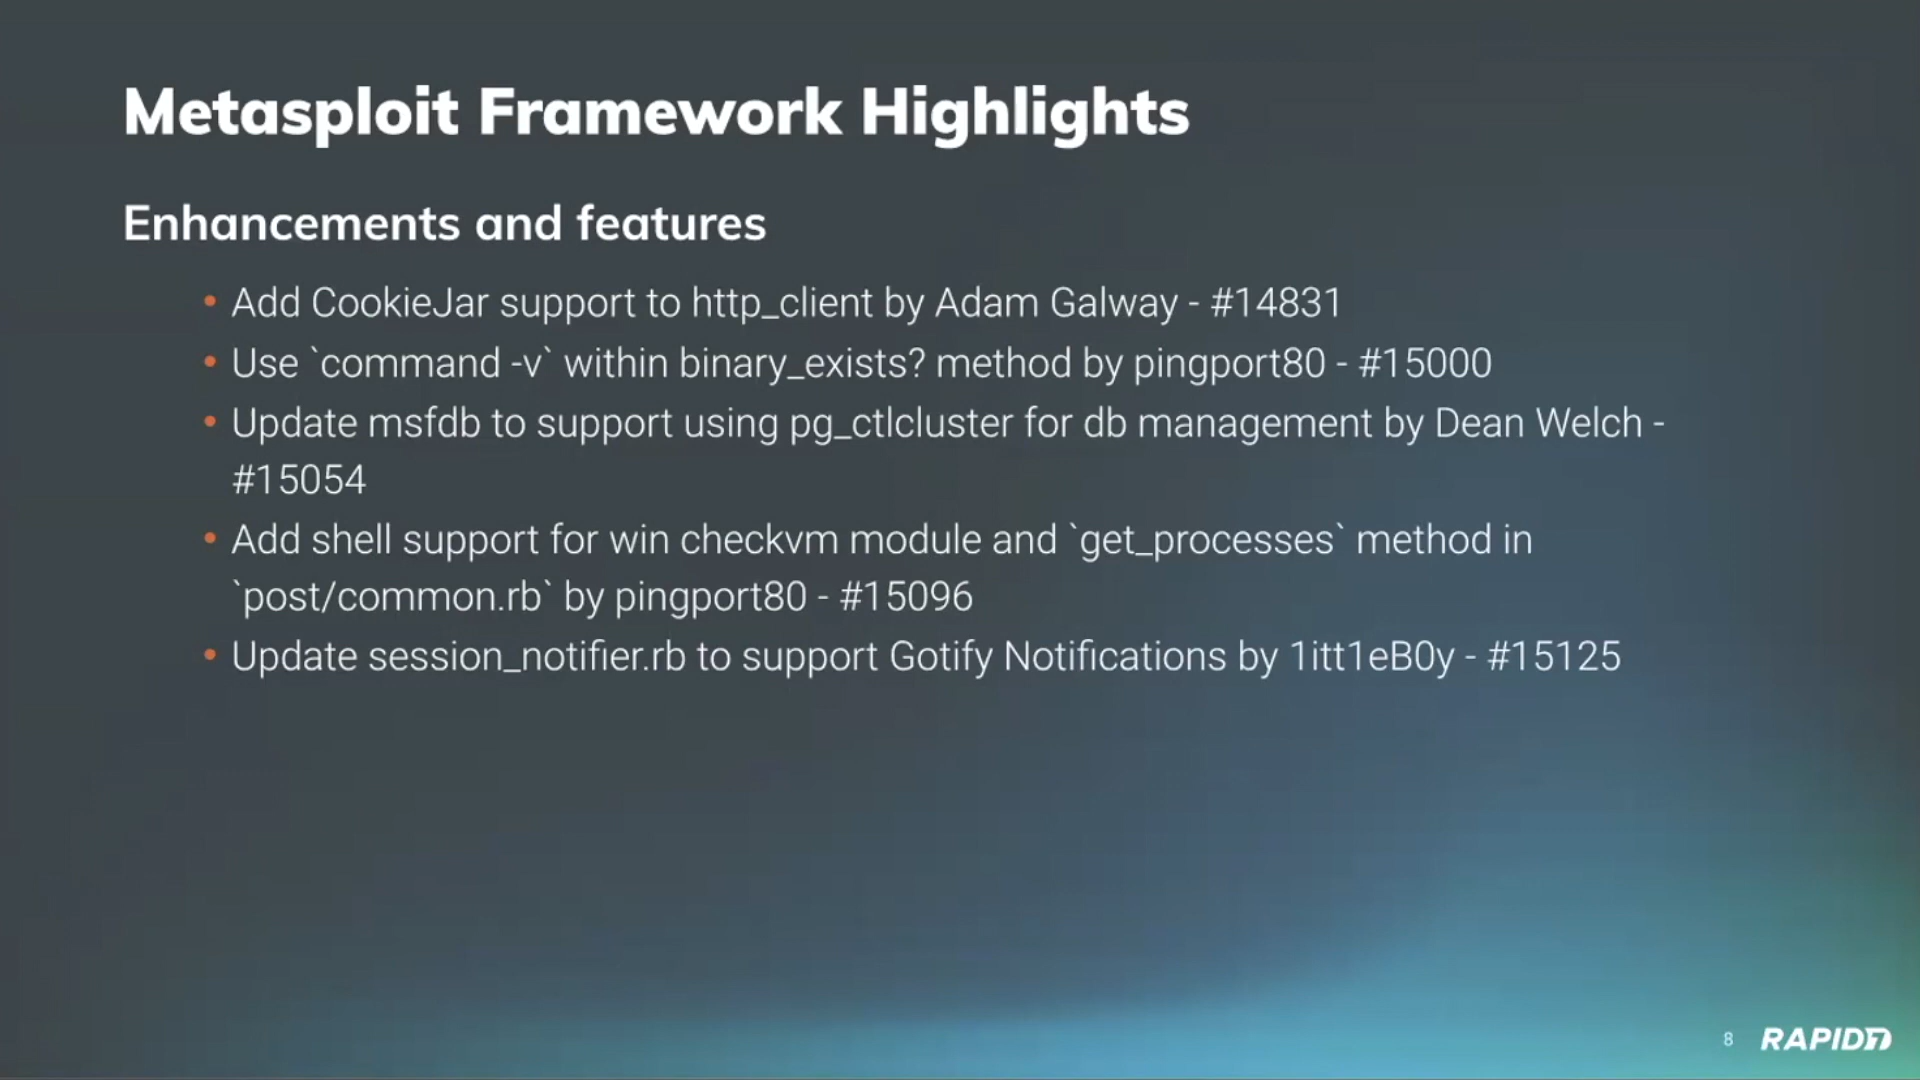 Metasploit Framework Highlights
Enhancements and features
• Add CookieJar support to http_client by Adam Galway - #14831
• Use `command -v` within binary_exists? method by pingport80 - #15000
• Update msfdb to support using pg_ctlcluster for db management by Dean Welch -
#15054
• Add shell support for win checkvm module and `get_processes` method in
`post/common.rb` by pingport80 - #15096
• Update session_notifier.rb to support Gotify Notifications by 1itt1eB0y - #15125
8 RAPID7